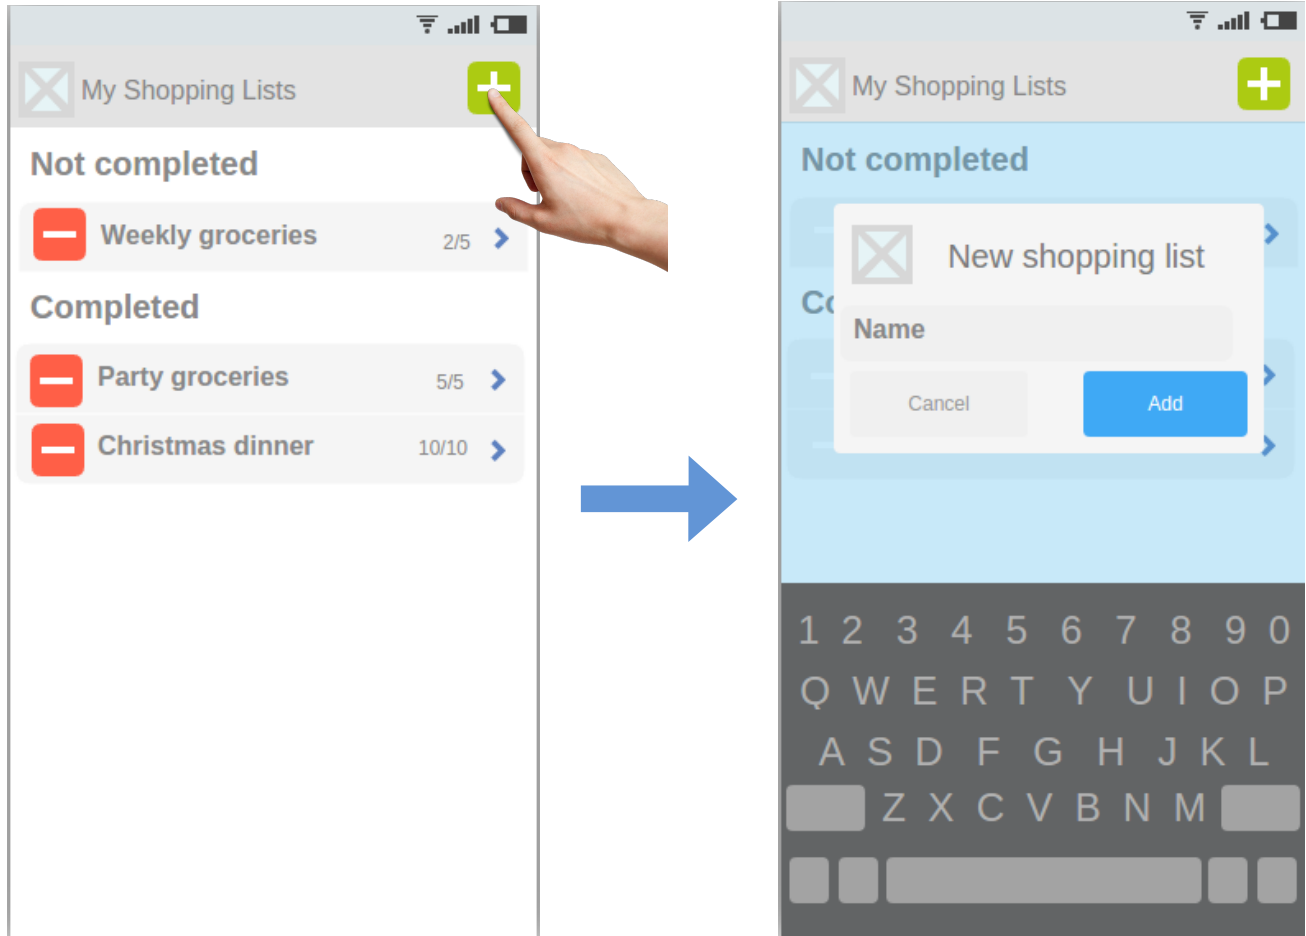 My Shopping Lists
Not completed
Weekly groceries 2/5
Completed
Party groceries 5/5
Christmas dinner 10/10
My Shopping Lists
Not completed
New shopping list
Co
Name
Cancel Add
1 2 3 4 5 6 7 8 9 0
Q W E R T Y U I O P
A S D F G H J K L
Z X C V B N M